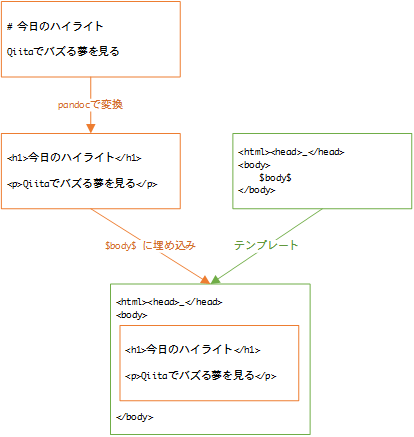 # 今日のハイライト
Qiitaでバズる夢を見る
pandocで変換
<h1>今日のハイライト</h1>
<p>Qiitaでバズる夢を見る</p>
<html><head>…</head>
<body>
$body$
</body>
$body$ に埋め込み
テンプレート
<html><head>…</head>
<body>
<h1>今日のハイライト</h1>
<p>Qiitaでバズる夢を見る</p>
</body>